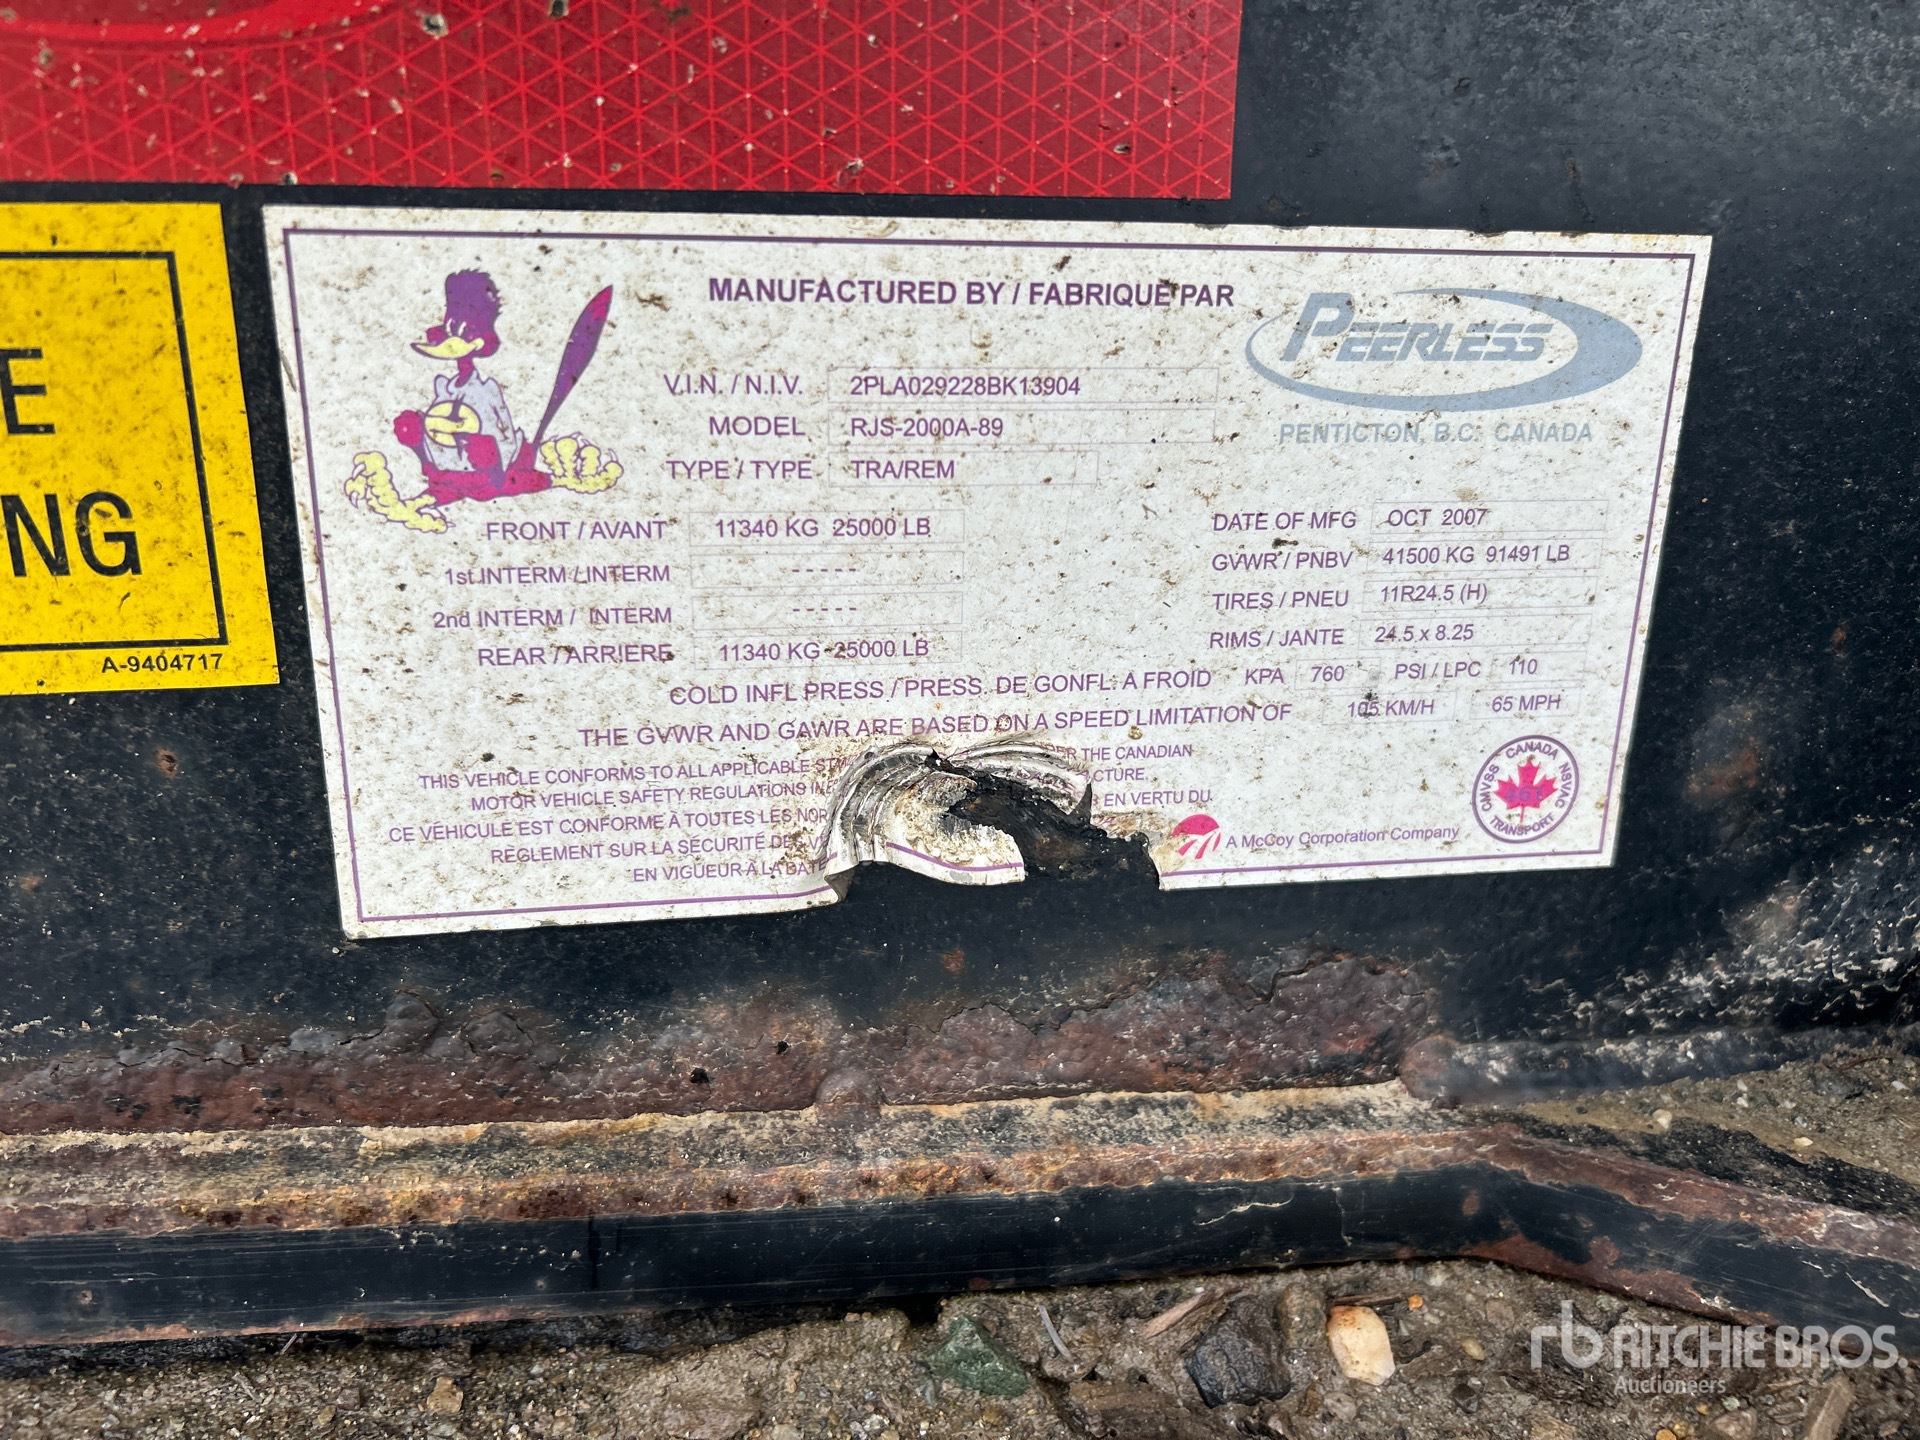 E
NG
A-9404717
MANUFACTURED BY / FABRIQUE PAR
PEERLESS
PENTICTON, B.C. CANADA
V.I.N. / N.I.V. 2PLA029228BK13904
MODEL RJS-2000A-89
TYPE / TYPE TRA/REM
FRONT / AVANT 11340 KG 25000 LB
1st INTERM / INTERM - - - - -
2nd INTERM / INTERM - - - - -
REAR / ARRIERE 11340 KG 25000 LB
DATE OF MFG OCT 2007
GVWR / PNBV 41500 KG 91491 LB
TIRES / PNEU 11R24.5 (H)
RIMS / JANTE 24.5 x 8.25
COLD INFL PRESS / PRESS. DE GONFL. A FROID KPA 760 PSI / LPC 110
THE GVWR AND GAWR ARE BASED ON A SPEED LIMITATION OF 105 KM/H 65 MPH
THIS VEHICLE CONFORMS TO ALL APPLICABLE THE CANADIAN
MOTOR VEHICLE SAFETY REGULATIONS IN
CE VÉHICULE EST CONFORME À TOUTES LES EN VERTU DU
RÈGLEMENT SUR LA SÉCURITÉ
EN VIGUEUR À LA
A McCoy Corporation Company
CANADA
CMVSS NSVAC
TRANSPORT
rb RITCHIE BROS.
Auctioneers